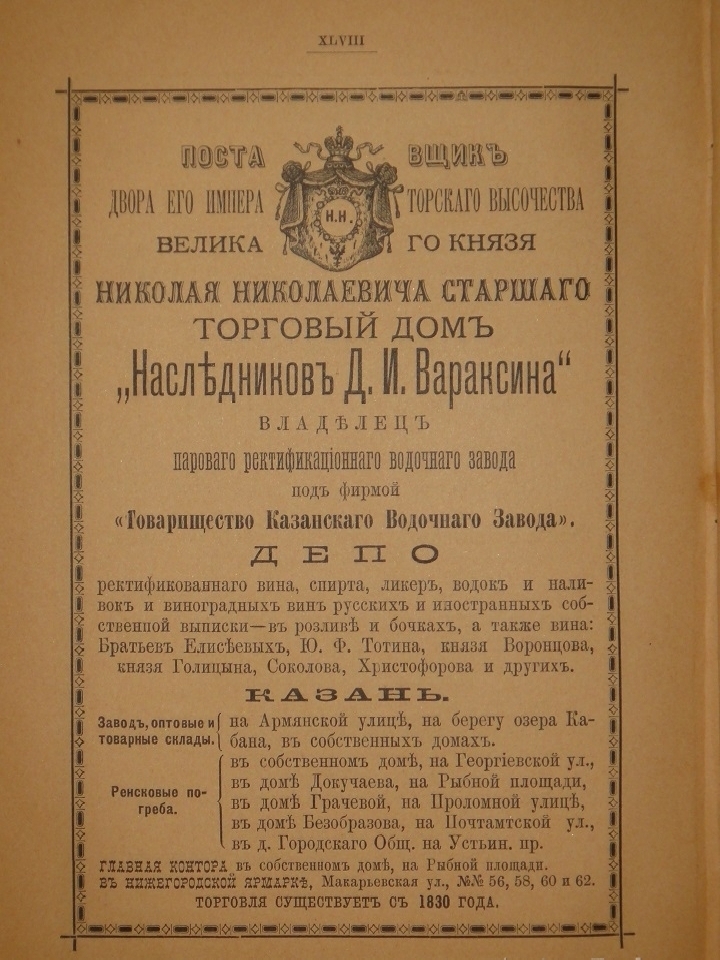 XLVIII
ПОСТАВЩИКЪ
ДВОРА ЕГО ИМПЕРАТОРСКАГО ВЫСОЧЕСТВА
ВЕЛИКАГО КНЯЗЯ
Н.Н.
НИКОЛАЯ НИКОЛАЕВИЧА СТАРШАГО
ТОРГОВЫЙ ДОМЪ
„Наслѣдниковъ Д. И. Вараксина“
ВЛАДѢЛЕЦЪ
пароваго ректификаціоннаго водочнаго завода
подъ фирмой
«Товарищество Казанскаго Водочнаго Завода».
ДЕПО
ректификованнаго вина, спирта, ликеръ, водокъ и нали-
вокъ и виноградныхъ винъ русскихъ и иностранныхъ соб-
ственной выписки—въ розливѣ и бочкахъ, а также вина:
Братьевъ Елисѣевыхъ, Ю. Ф. Тотина, князя Воронцова,
князя Голицына, Соколова, Христофорова и другихъ.
КАЗАНЬ.
Заводъ, оптовые и товарные склады.
на Армянской улицѣ, на берегу озера Ка-
бана, въ собственныхъ домахъ.
Ренсковые по-
греба.
въ собственномъ домѣ, на Георгіевской ул.,
въ домѣ Докучаева, на Рыбной площади,
въ домѣ Грачевой, на Проломной улицѣ,
въ домѣ Безобразова, на Почтамтской ул.,
въ д. Городскаго Общ. на Устьин. пр.
ГЛАВНАЯ КОНТОРА въ собственномъ домѣ, на Рыбной площади.
ВЪ НИЖЕГОРОДСКОЙ ЯРМАРКѢ, Макарьевская ул., №№ 56, 58, 60 и 62.
ТОРГОВЛЯ СУЩЕСТВУЕТЪ СЪ 1830 ГОДА.